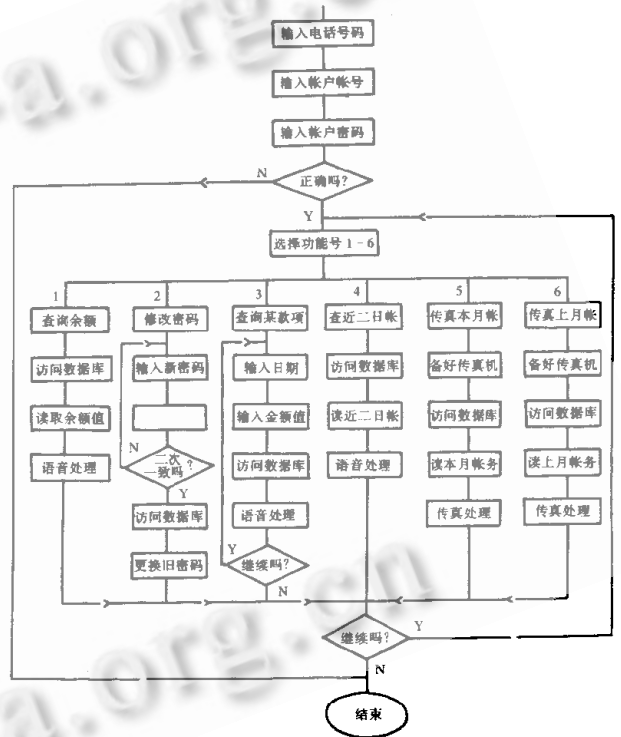 输入电话号码
输入帐户帐号
输入帐户密码
N
正确吗?
Y
选择功能号1-6
1
2
3
4
5
6
查询余额
修改密码
查询某款项
查近二日帐
传真本月帐
传真上月帐
访问数据库
输入新密码
输入日期
访问数据库
备好传真机
备好传真机
读取余额值
输入金额值
读近二日帐
访问数据库
访问数据库
语音处理
N
二次
一致吗?
Y
访问数据库
语音处理
读本月帐务
读上月帐务
访问数据库
语音处理
传真处理
传真处理
更换旧密码
Y
继续吗?
N
继续吗?
Y
N
结束
a.org.c
a.org.cn